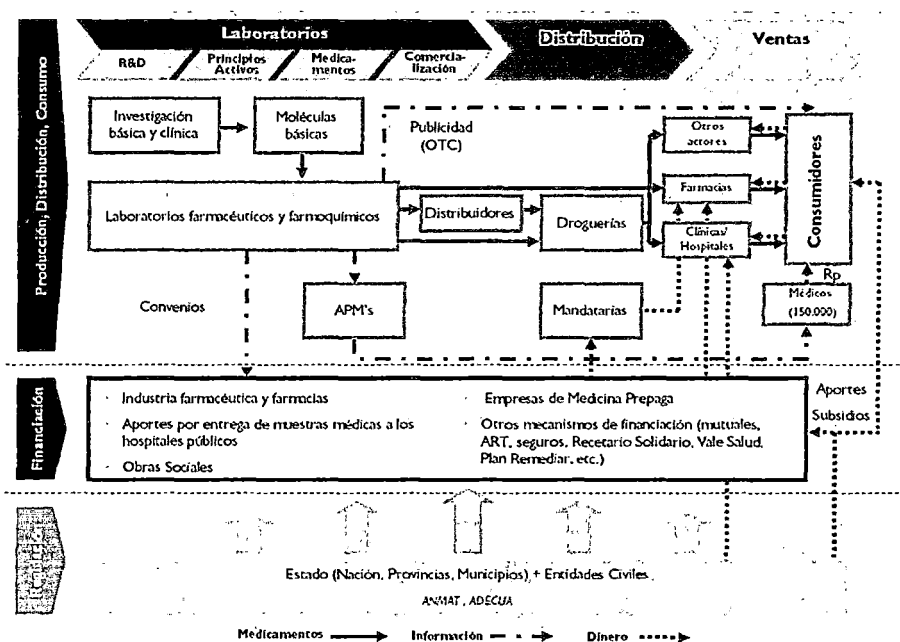 Laboratorios
Distribución
Ventas
R&D
Principios
Activos
Medica-
mentos
Comercia-
lización
Producción, Distribución, Consumo
Investigación
básica y clínica
Moléculas
básicas
Publicidad
(OTC)
Otros
actores
Consumidores
Laboratorios farmacéuticos y farmoquímicos
Distribuidores
Droguerías
Farmacias
Clínicas/
Hospitales
Convenios
APM's
Mandatarías
Rp
Médicos
(150.000)
Financiación
· Industria farmacéutica y farmacias
· Aportes por entrega de muestras médicas a los
hospitales públicos
· Obras Sociales
· Empresas de Medicina Prepaga
· Otros mecanismos de financiación (mutuales,
ART, seguros, Recetario Solidario, Vale Salud,
Plan Remediar, etc.)
Aportes
Subsidios
Estado (Nación, Provincias, Municipios) + Entidades Civiles
ANMAT, ADECUA
Medicamentos
Información
Dinero